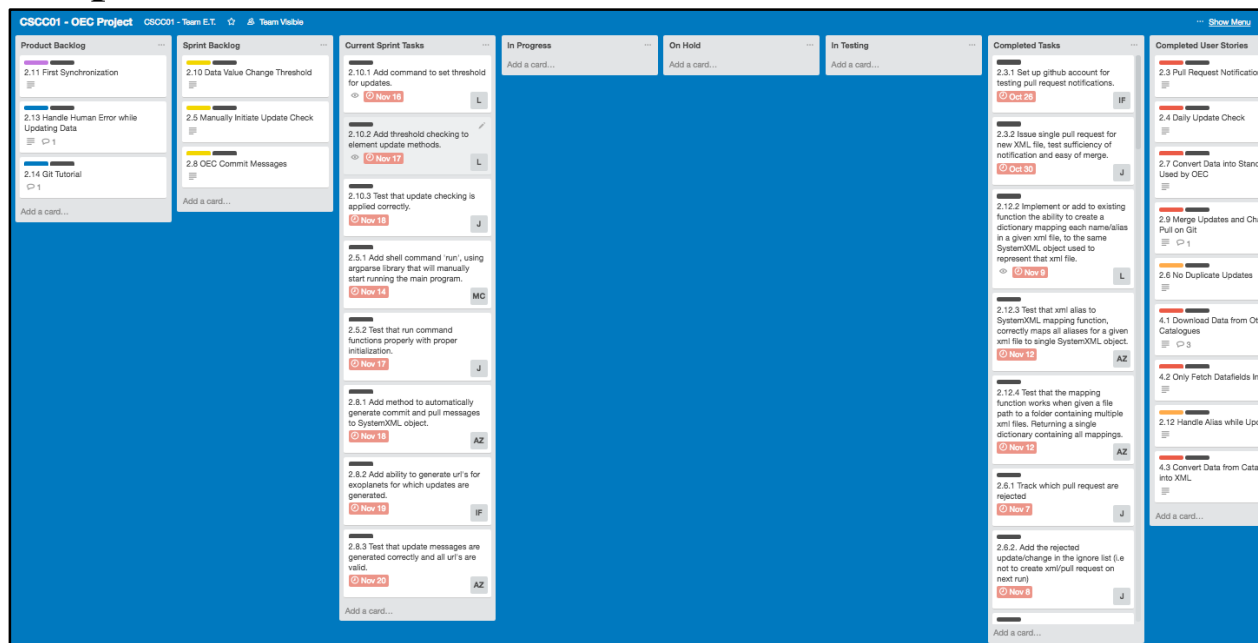 CSCC01 - OEC Project CSCC01 - Team E.T. Team Visible ... Show Menu
Product Backlog ...
2.11 First Synchronization
2.13 Handle Human Error while
Updating Data
1
2.14 Git Tutorial
1
Add a card...
Sprint Backlog ...
2.10 Data Value Change Threshold
2.5 Manually Initiate Update Check
2.8 OEC Commit Messages
Add a card...
Current Sprint Tasks ...
2.10.1 Add command to set threshold
for updates.
Nov 16
L
2.10.2 Add threshold checking to
element update methods.
Nov 17
L
2.10.3 Test that update checking is
applied correctly.
Nov 18
J
2.5.1 Add shell command 'run', using
argparse library that will manually
start running the main program.
Nov 14
MC
2.5.2 Test that run command
functions properly with proper
initialization.
Nov 17
J
2.8.1 Add method to automatically
generate commit and pull messages
to SystemXML object.
Nov 18
AZ
2.8.2 Add ability to generate url's for
exoplanets for which updates are
generated.
Nov 19
IF
2.8.3 Test that update messages are
generated correctly and all url's are
valid.
Nov 20
AZ
Add a card...
In Progress ...
Add a card...
On Hold ...
Add a card...
In Testing ...
Add a card...
Completed Tasks ...
2.3.1 Set up github account for
testing pull request notifications.
Oct 26
IF
2.3.2 Issue single pull request for
new XML file, test sufficiency of
notification and easy of merge.
Oct 30
J
2.12.2 Implement or add to existing
function the ability to create a
dictionary mapping each name/alias
in a given xml file, to the same
SystemXML object used to
represent that xml file.
Nov 9
L
2.12.3 Test that xml alias to
SystemXML mapping function,
correctly maps all aliases for a given
xml file to single SystemXML object.
Nov 12
AZ
2.12.4 Test that the mapping
function works when given a file
path to a folder containing multiple
xml files. Returning a single
dictionary containing all mappings.
Nov 12
AZ
2.6.1 Track which pull request are
rejected
Nov 7
J
2.6.2. Add the rejected
update/change in the ignore list (i.e
not to create xml/pull request on
next run)
Nov 8
J
Add a card...
Completed User Stories
2.3 Pull Request Notificatio
2.4 Daily Update Check
2.7 Convert Data into Stanc
Used by OEC
2.9 Merge Updates and Cha
Pull on Git
1
2.6 No Duplicate Updates
4.1 Download Data from Ot
Catalogues
3
4.2 Only Fetch Datafields In
2.12 Handle Alias while Upd
4.3 Convert Data from Cata
into XML
Add a card...